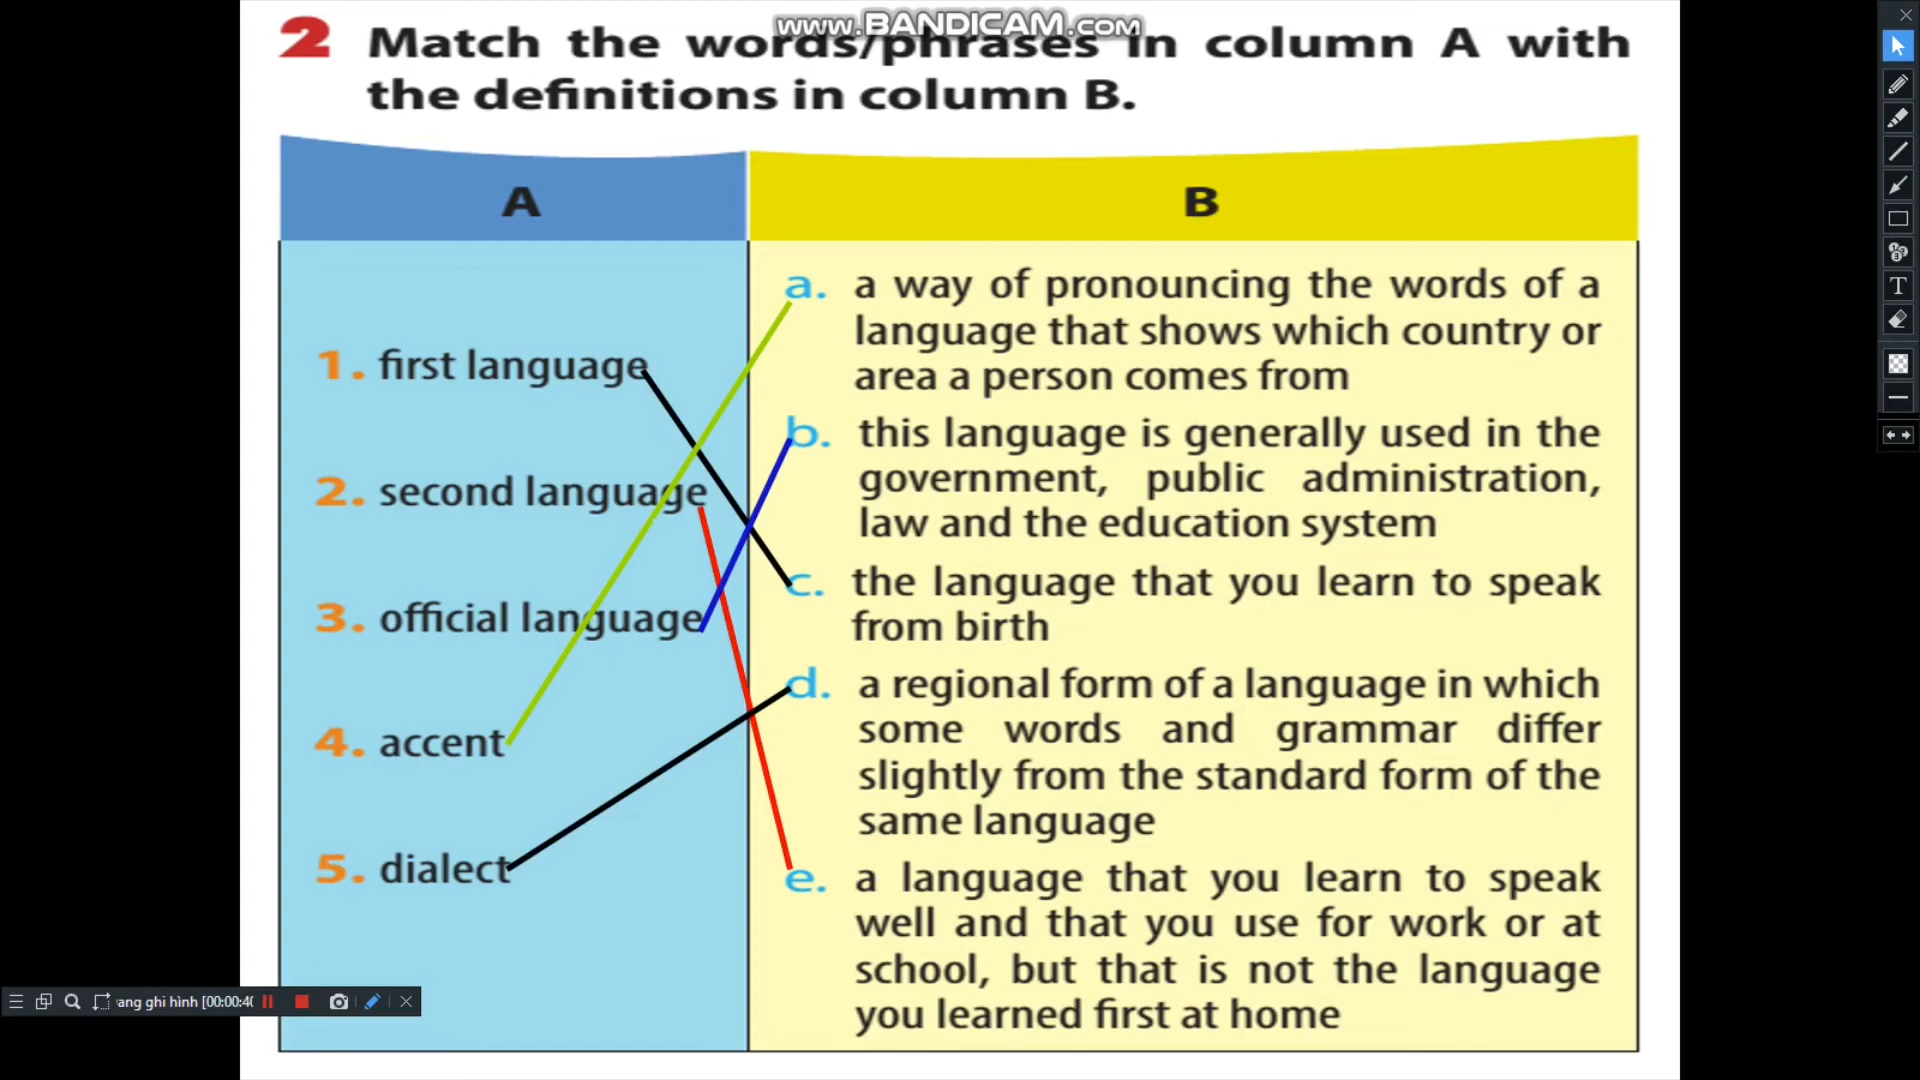 www.BANDICAM.com
2 Match the words/phrases in column A with
the definitions in column B.
A
B
1. first language
2. second language
3. official language
4. accent
5. dialect
a. a way of pronouncing the words of a
language that shows which country or
area a person comes from
b. this language is generally used in the
government, public administration,
law and the education system
c. the language that you learn to speak
from birth
d. a regional form of a language in which
some words and grammar differ
slightly from the standard form of the
same language
e. a language that you learn to speak
well and that you use for work or at
school, but that is not the language
you learned first at home
ang ghi hình [00:00:40
T